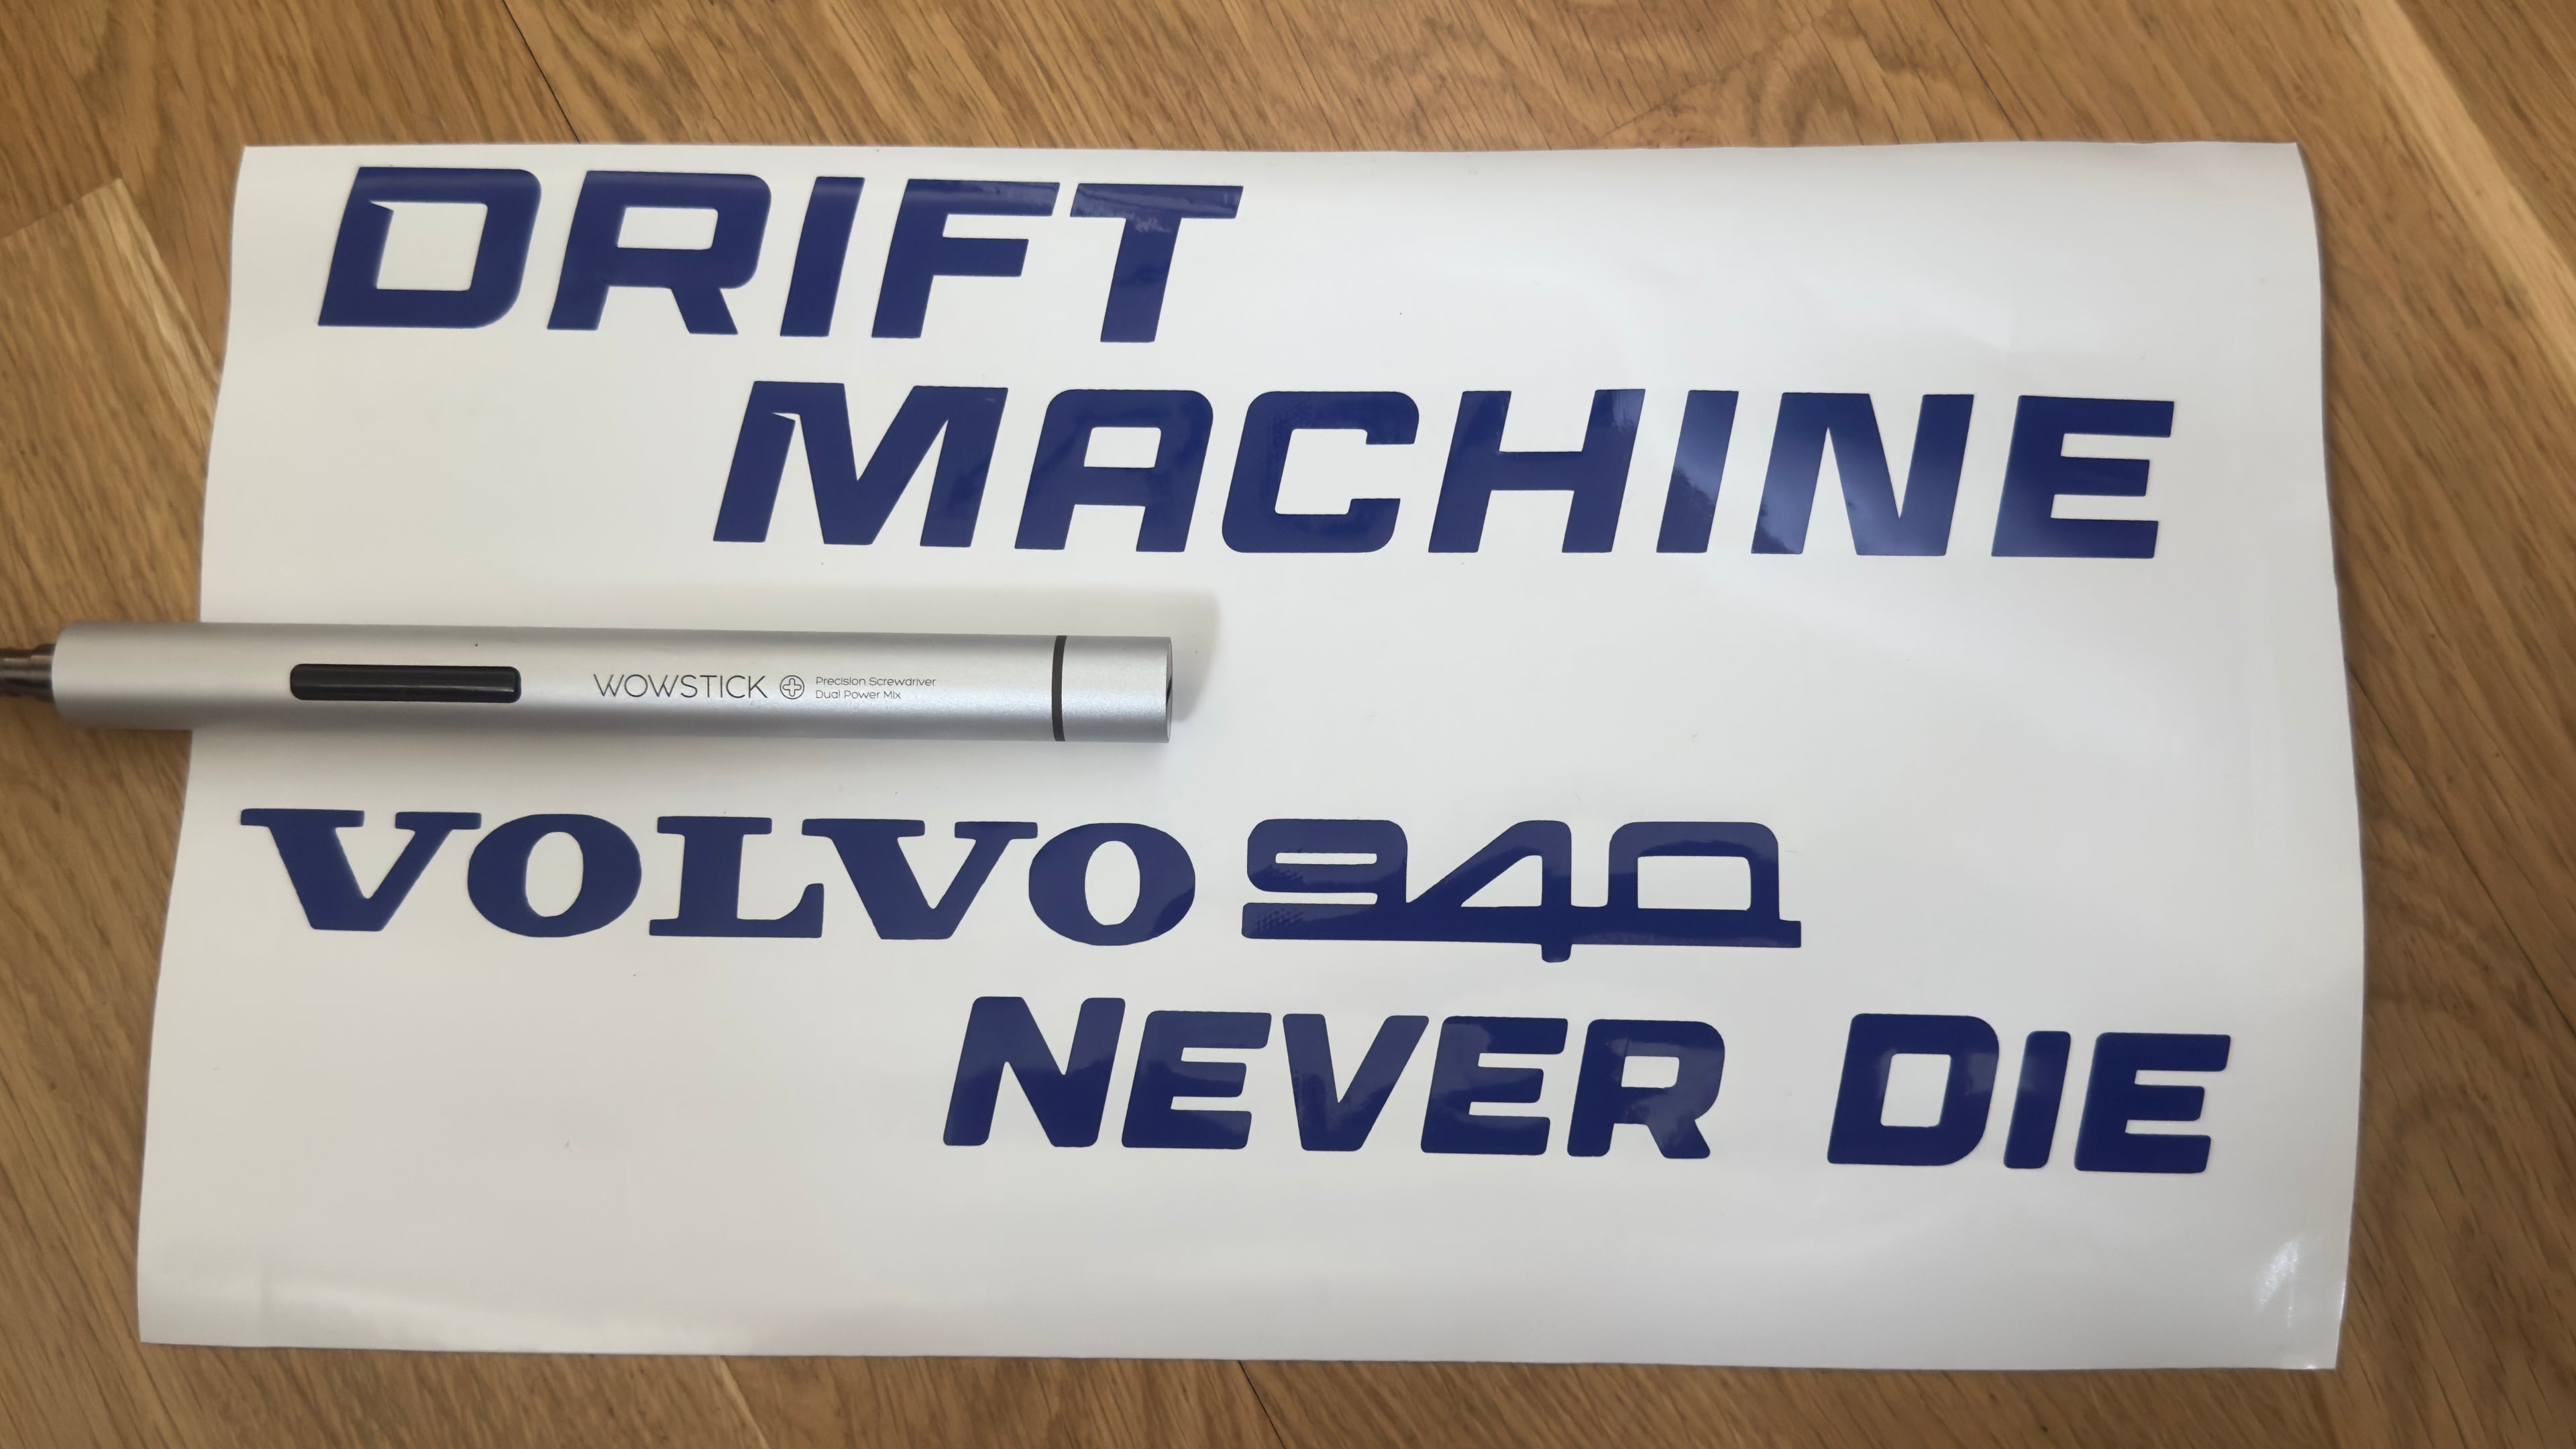 DRIFT
MACHINE
WOWSTICK Precision Screwdriver
Dual Power Mix
VOLVO 940
NEVER DIE